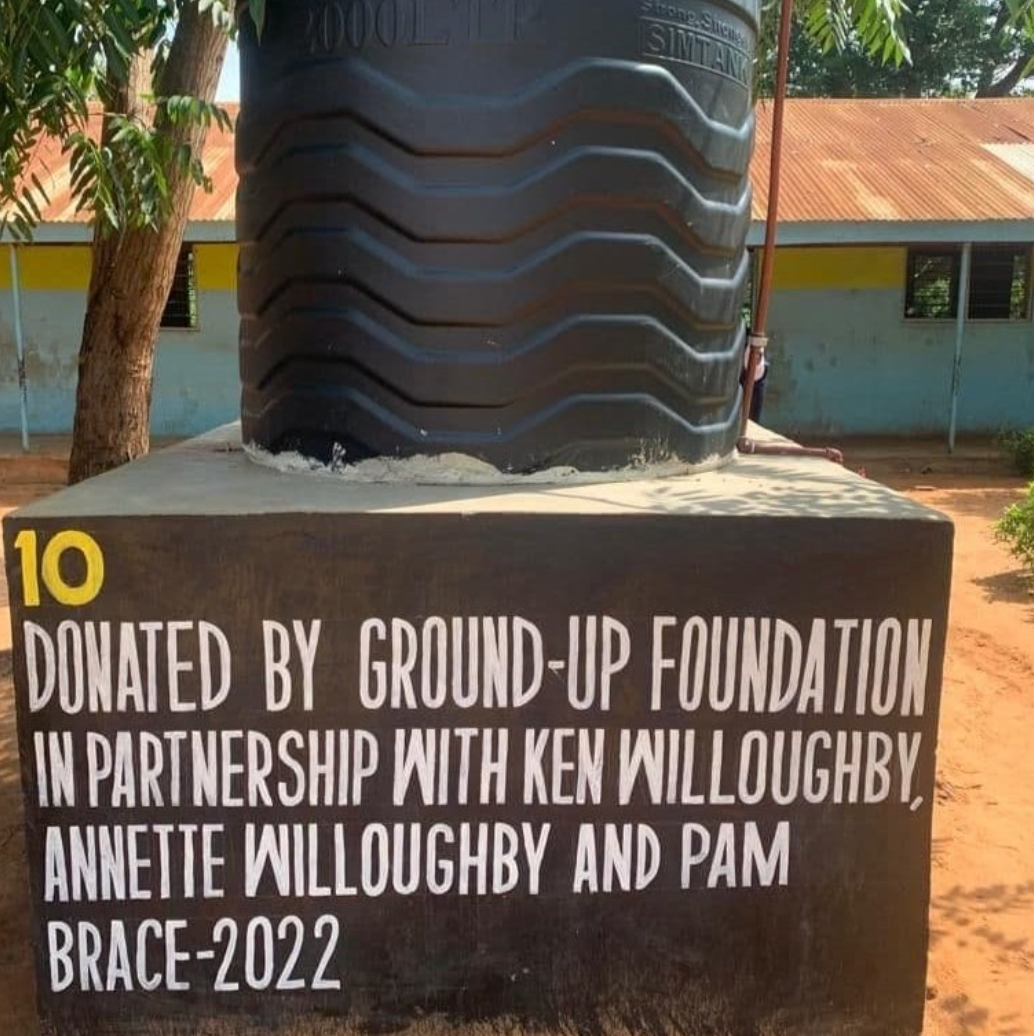 SIMTANK
10
DONATED BY GROUND-UP FOUNDATION
IN PARTNERSHIP WITH KEN WILLOUGHBY,
ANNETTE WILLOUGHBY AND PAM
BRACE-2022